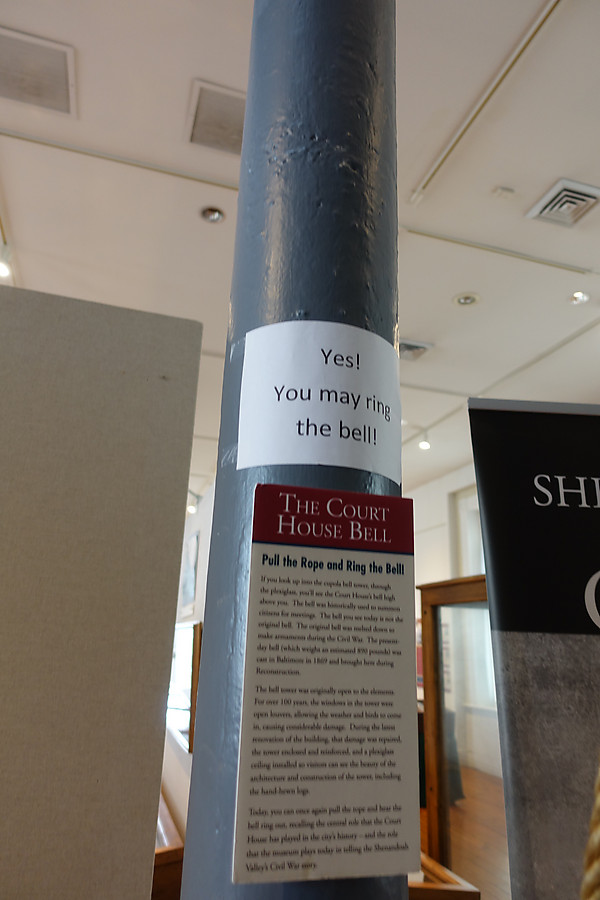 Yes!
You may ring
the bell!
THE COURT
HOUSE BELL
Pull the Rope and Ring the Bell!
If you look up into the cupola bell tower, through
the plexiglass, you'll see the Court House's bell high
above you. The bell was historically used to summon
citizens for meetings. The bell you see today is not the
original bell. The original bell was melted down to
make armaments during the Civil War. The present-
day bell (which weighs an estimated 890 pounds) was
cast in Baltimore in 1869 and brought here during
Reconstruction.
The bell tower was originally open to the elements.
For over 100 years, the windows in the tower were
open louvers, allowing the weather and birds to come
in, causing considerable damage. During the latest
renovation of the building, that damage was repaired,
the tower enclosed and reinforced, and a plexiglass
ceiling installed so visitors can see the beauty of the
architecture and construction of the tower, including
the hand-hewn logs.
Today, you can once again pull the rope and hear the
bell ring out, recalling the central role that the Court
House has played in the city's history – and the role
that the museum plays today in telling the Shenandoah
Valley's Civil War story.
SH